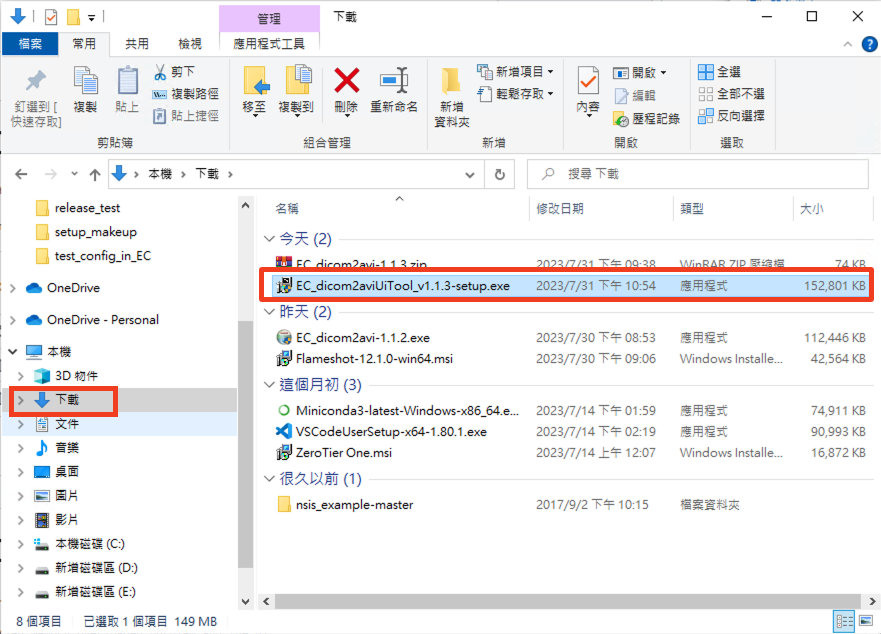 管理
下載
檔案
常用
共用
檢視
應用程式工具
釘選到 [
快速存取]
複製
貼上
剪下
複製路徑
貼上捷徑
剪貼簿
移至
複製到
刪除
重新命名
組合管理
新增
資料夾
新增項目
輕鬆存取
新增
內容
開啟
編輯
歷程記錄
開啟
全選
全部不選
反向選擇
選取
本機 › 下載 ›
搜尋 下載
release_test
setup_makeup
test_config_in_EC
OneDrive
OneDrive - Personal
本機
3D 物件
下載
文件
音樂
桌面
圖片
影片
本機磁碟 (C:)
新增磁碟區 (D:)
新增磁碟區 (E:)
名稱 修改日期 類型 大小
今天 (2)
EC_dicom2avi-1.1.3.zip 2023/7/31 下午 09:38 WinRAR ZIP 壓縮檔 74 KB
EC_dicom2aviUiTool_v1.1.3-setup.exe 2023/7/31 下午 10:54 應用程式 152,801 KB
昨天 (2)
EC_dicom2avi-1.1.2.exe 2023/7/30 下午 08:53 應用程式 112,446 KB
Flameshot-12.1.0-win64.msi 2023/7/30 下午 09:06 Windows Installe... 42,564 KB
這個月初 (3)
Miniconda3-latest-Windows-x86_64.e... 2023/7/14 下午 01:59 應用程式 74,911 KB
VSCodeUserSetup-x64-1.80.1.exe 2023/7/14 下午 02:19 應用程式 90,993 KB
ZeroTier One.msi 2023/7/14 上午 12:07 Windows Installe... 16,872 KB
很久以前 (1)
nsis_example-master 2017/9/2 下午 10:15 檔案資料夾
8 個項目 已選取 1 個項目 149 MB